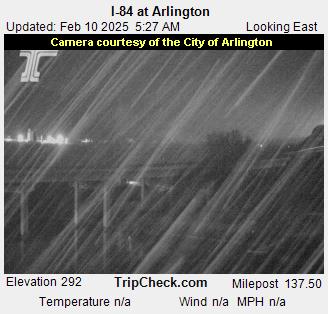 I-84 at Arlington
Updated: Feb 10 2025 5:27 AM Looking East
Camera courtesy of the City of Arlington
Elevation 292 TripCheck.com Milepost 137.50
Temperature n/a Wind n/a MPH n/a